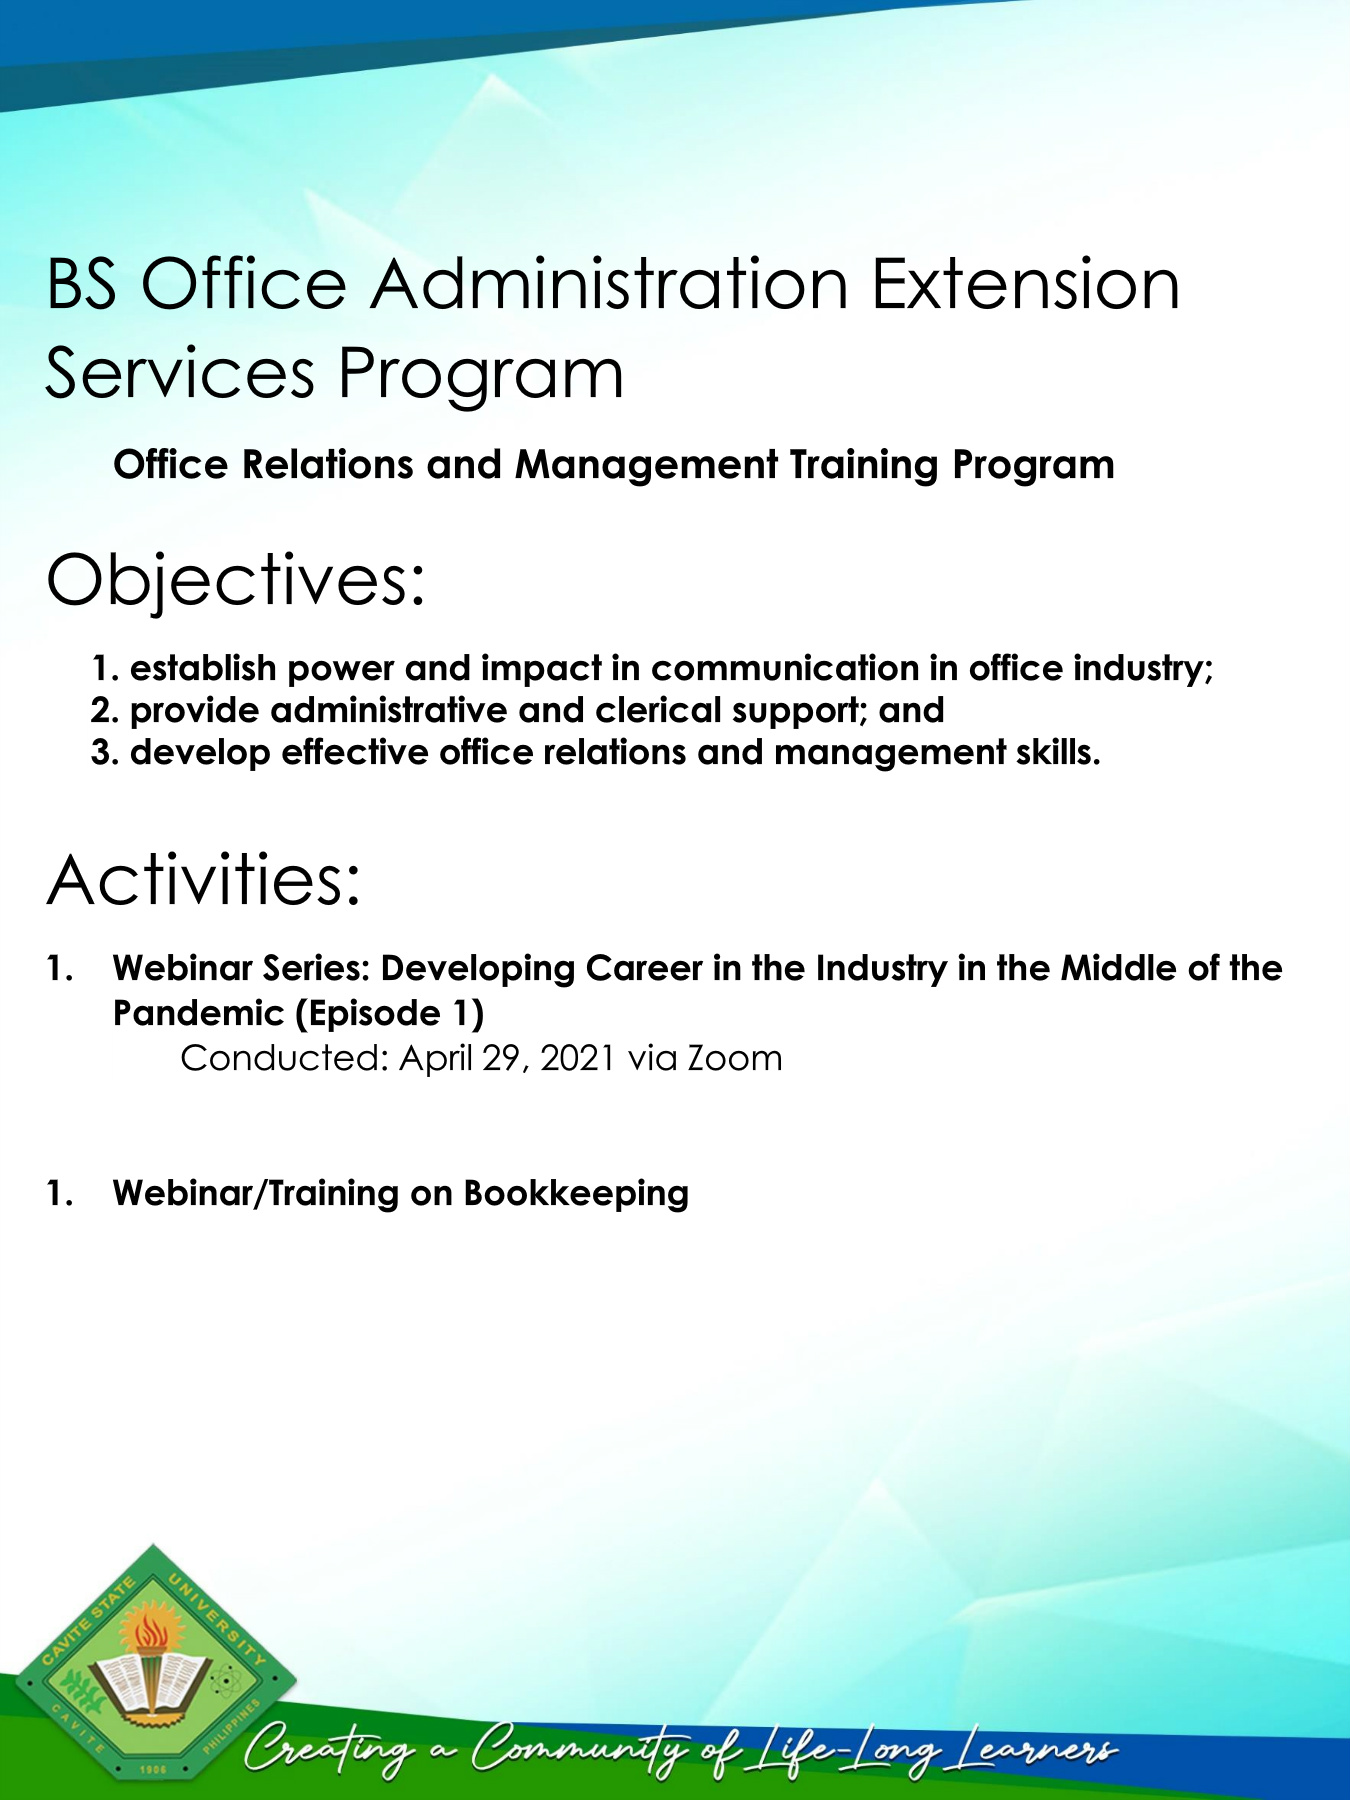 BS Office Administration Extension
Services Program
Office Relations and Management Training Program
Objectives:
1. establish power and impact in communication in office industry;
2. provide administrative and clerical support; and
3. develop effective office relations and management skills.
Activities:
1. Webinar Series: Developing Career in the Industry in the Middle of the
Pandemic (Episode 1)
Conducted: April 29, 2021 via Zoom
1. Webinar/Training on Bookkeeping
CAVITE STATE UNIVERSITY
CAVITE PHILIPPINES
1906
Creating a Community of Life-Long Learners